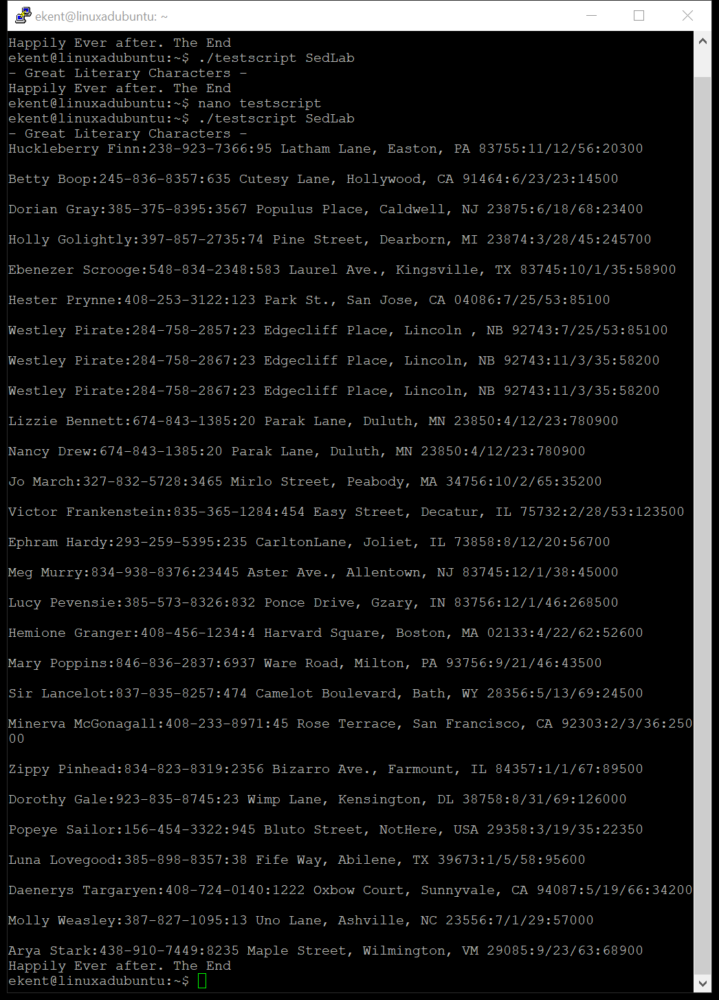 ekent@linuxadubuntu: ~
Happily Ever after. The End
ekent@linuxadubuntu:~$ ./testscript SedLab
- Great Literary Characters -
Happily Ever after. The End
ekent@linuxadubuntu:~$ nano testscript
ekent@linuxadubuntu:~$ ./testscript SedLab
- Great Literary Characters -
Huckleberry Finn:238-923-7366:95 Latham Lane, Easton, PA 83755:11/12/56:20300
Betty Boop:245-836-8357:635 Cutesy Lane, Hollywood, CA 91464:6/23/23:14500
Dorian Gray:385-375-8395:3567 Populus Place, Caldwell, NJ 23875:6/18/68:23400
Holly Golightly:397-857-2735:74 Pine Street, Dearborn, MI 23874:3/28/45:245700
Ebenezer Scrooge:548-834-2348:583 Laurel Ave., Kingsville, TX 83745:10/1/35:58900
Hester Prynne:408-253-3122:123 Park St., San Jose, CA 04086:7/25/53:85100
Westley Pirate:284-758-2857:23 Edgecliff Place, Lincoln , NB 92743:7/25/53:85100
Westley Pirate:284-758-2867:23 Edgecliff Place, Lincoln, NB 92743:11/3/35:58200
Westley Pirate:284-758-2867:23 Edgecliff Place, Lincoln, NB 92743:11/3/35:58200
Lizzie Bennett:674-843-1385:20 Parak Lane, Duluth, MN 23850:4/12/23:780900
Nancy Drew:674-843-1385:20 Parak Lane, Duluth, MN 23850:4/12/23:780900
Jo March:327-832-5728:3465 Mirlo Street, Peabody, MA 34756:10/2/65:35200
Victor Frankenstein:835-365-1284:454 Easy Street, Decatur, IL 75732:2/28/53:123500
Ephram Hardy:293-259-5395:235 CarltonLane, Joliet, IL 73858:8/12/20:56700
Meg Murry:834-938-8376:23445 Aster Ave., Allentown, NJ 83745:12/1/38:45000
Lucy Pevensie:385-573-8326:832 Ponce Drive, Gzary, IN 83756:12/1/46:268500
Hemione Granger:408-456-1234:4 Harvard Square, Boston, MA 02133:4/22/62:52600
Mary Poppins:846-836-2837:6937 Ware Road, Milton, PA 93756:9/21/46:43500
Sir Lancelot:837-835-8257:474 Camelot Boulevard, Bath, WY 28356:5/13/69:24500
Minerva McGonagall:408-233-8971:45 Rose Terrace, San Francisco, CA 92303:2/3/36:250
00
Zippy Pinhead:834-823-8319:2356 Bizarro Ave., Farmount, IL 84357:1/1/67:89500
Dorothy Gale:923-835-8745:23 Wimp Lane, Kensington, DL 38758:8/31/69:126000
Popeye Sailor:156-454-3322:945 Bluto Street, NotHere, USA 29358:3/19/35:22350
Luna Lovegood:385-898-8357:38 Fife Way, Abilene, TX 39673:1/5/58:95600
Daenerys Targaryen:408-724-0140:1222 Oxbow Court, Sunnyvale, CA 94087:5/19/66:34200
Molly Weasley:387-827-1095:13 Uno Lane, Ashville, NC 23556:7/1/29:57000
Arya Stark:438-910-7449:8235 Maple Street, Wilmington, VM 29085:9/23/63:68900
Happily Ever after. The End
ekent@linuxadubuntu:~$